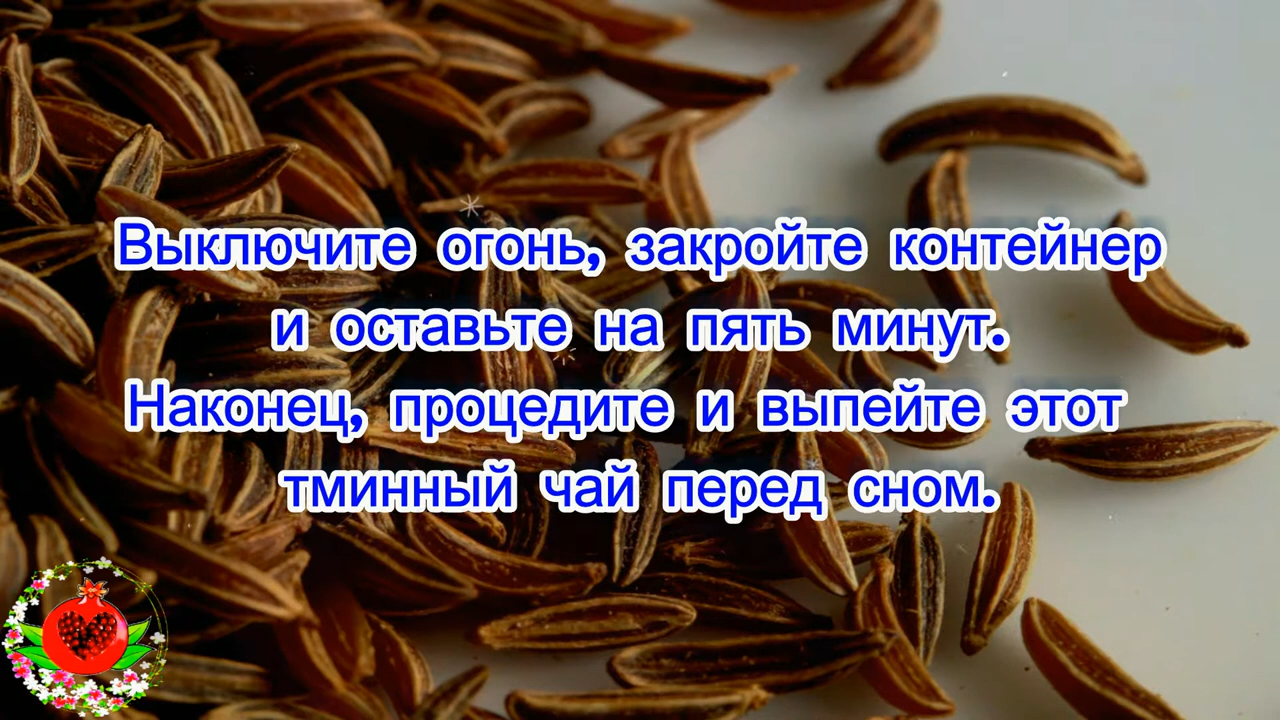 Выключите огонь, закройте контейнер
и оставьте на пять минут.
Наконец, процедите и выпейте этот
тминный чай перед сном.